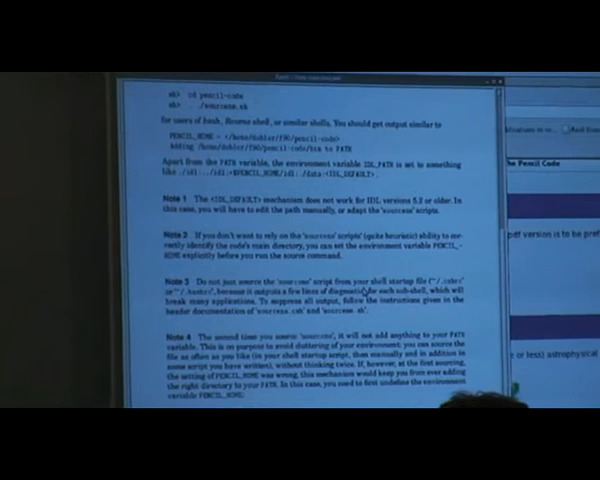 sh> cd pencil-code
sh> . ./sourceme.sh
for users of bash, Bourne shell, or similar shells. You should get output similar to
PENCIL_HOME = </home/dobler/f90/pencil-code>
Adding /home/dobler/f90/pencil-code/bin to PATH
Apart from the PATH variable, the environment variable IDL_PATH is set to something
like ./idl:../idl:+$PENCIL_HOME/idl:./data:<IDL_DEFAULT> .
Note 1 The <IDL_DEFAULT> mechanism does not work for IDL versions 5.2 or older. In
this case, you will have to edit the path manually, or adapt the 'sourceme' scripts.
Note 2 If you don't want to rely on the 'sourceme' scripts' (quite heuristic) ability to cor-
rectly identify the code's main directory, you can set the environment variable PENCIL_-
HOME explicitly before you run the source command.
Note 3 Do not just source the 'sourceme' script from your shell startup file ('~/.cshrc'
or '~/.bashrc', because it outputs a few lines of diagnostics for each sub-shell, which will
break many applications. To suppress all output, follow the instructions given in the
header documentation of 'sourceme.csh' and 'sourceme.sh'.
Note 4 The second time you source 'sourceme', it will not add anything to your PATH
variable. This is on purpose to avoid cluttering of your environment: you can source the
file as often as you like (in your shell startup script, then manually and in addition in
some script you have written), without thinking twice. If, however, at the first sourcing,
the setting of PENCIL_HOME was wrong, this mechanism would keep you from ever adding
the right directory to your PATH. In this case, you need to first undefine the environment
variable PENCIL_HOME:
the Pencil Code
pdf version is to be pref
e or less) astrophysical